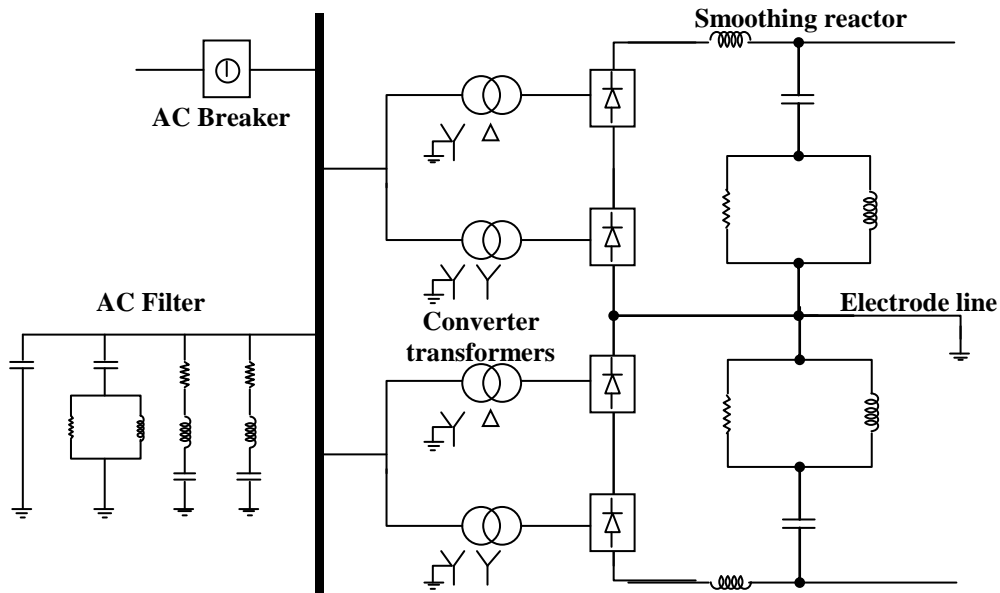 Smoothing reactor
AC Breaker
AC Filter
Electrode line
Converter
transformers